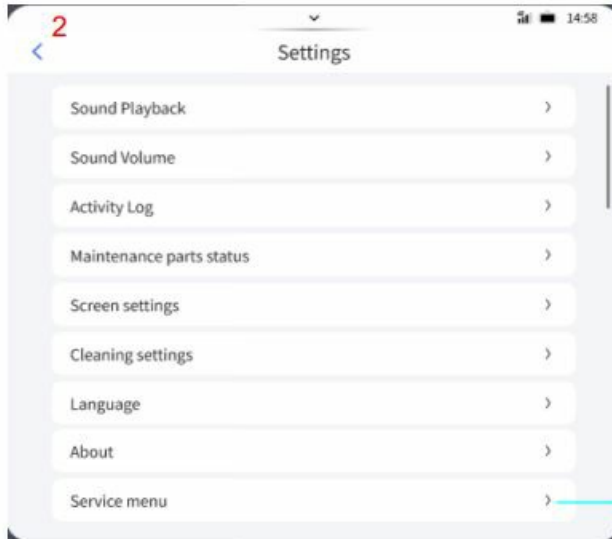 2
14:58
Settings
Sound Playback
Sound Volume
Activity Log
Maintenance parts status
Screen settings
Cleaning settings
Language
About
Service menu